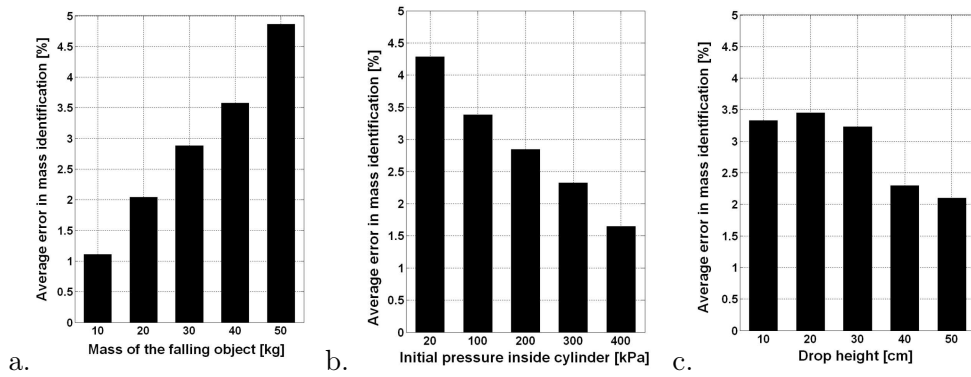 a.
Average error in mass identification [%]
5
4.5
4
3.5
3
2.5
2
1.5
1
0.5
0
10 20 30 40 50
Mass of the falling object [kg]
b.
Average error in mass identification [%]
5
4.5
4
3.5
3
2.5
2
1.5
1
0.5
0
20 100 200 300 400
Initial pressure inside cylinder [kPa]
c.
Average error in mass identification [%]
5
4.5
4
3.5
3
2.5
2
1.5
1
0.5
0
10 20 30 40 50
Drop height [cm]